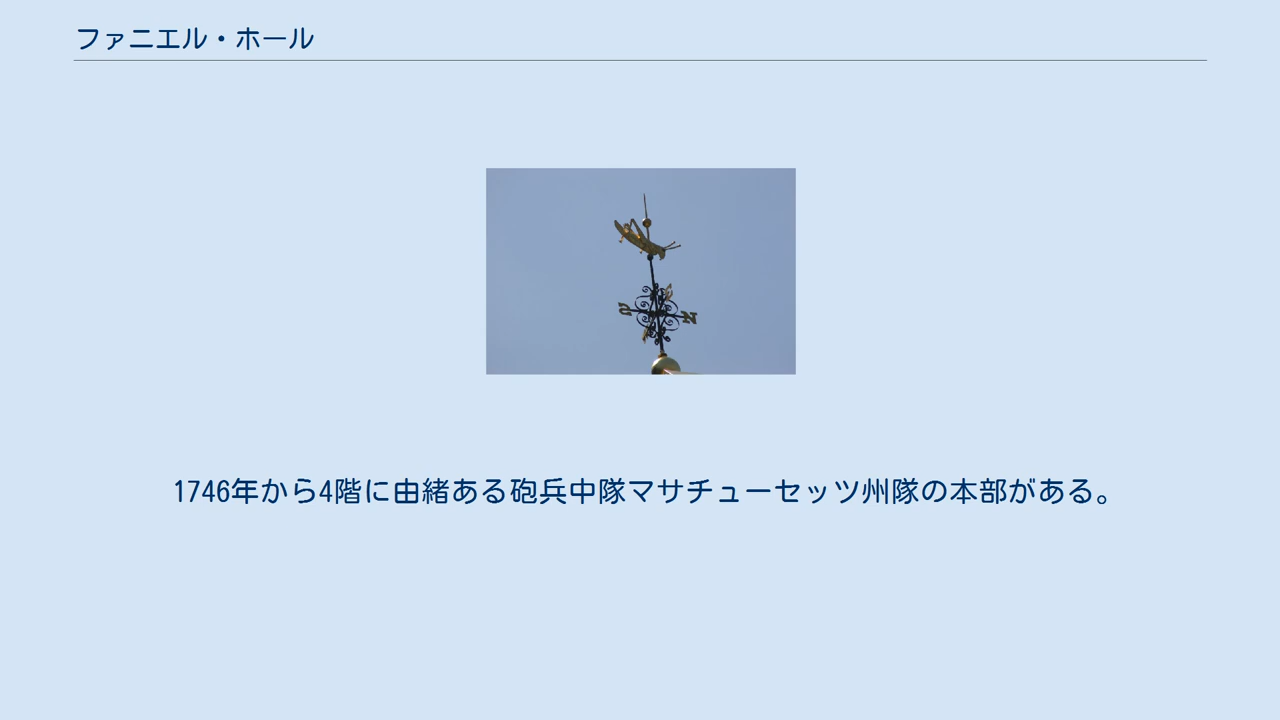 ファニエル・ホール
N
1746年から4階に由緒ある砲兵中隊マサチューセッツ州隊の本部がある。